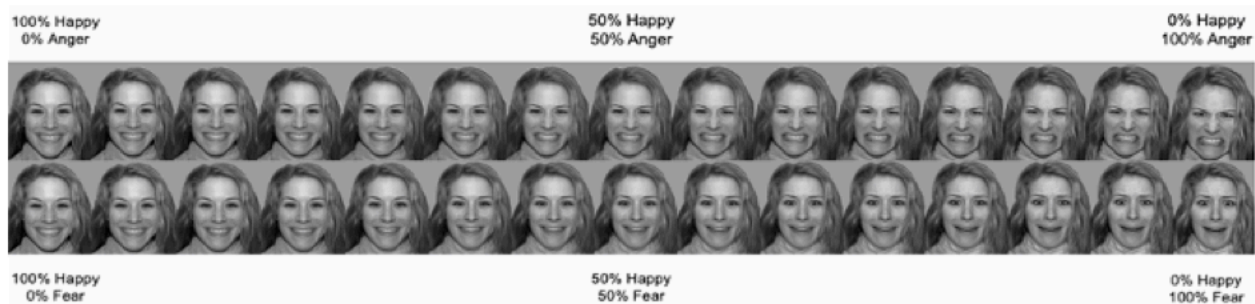 100% Happy
0% Anger
50% Happy
50% Anger
0% Happy
100% Anger
100% Happy
0% Fear
50% Happy
50% Fear
0% Happy
100% Fear